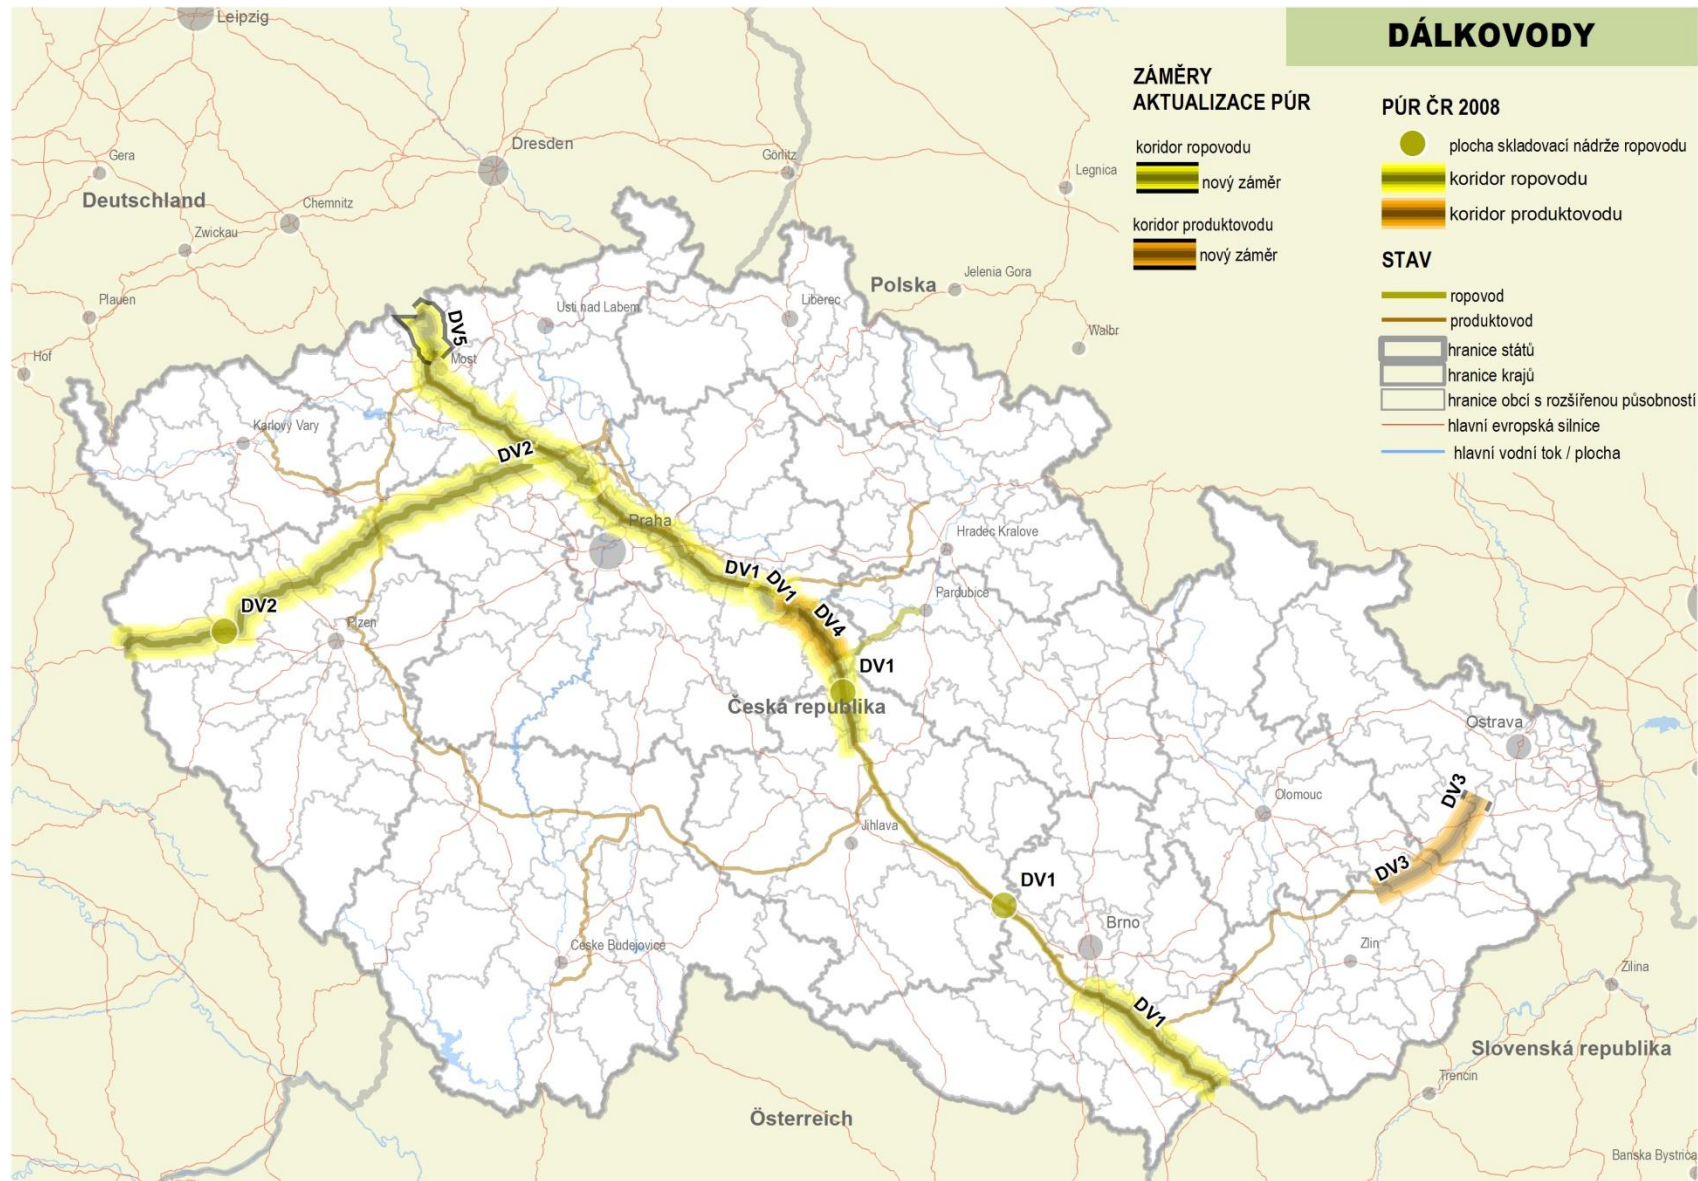 DÁLKOVODY
ZÁMĚRY
AKTUALIZACE PÚR
koridor ropovodu
nový záměr
koridor produktovodu
nový záměr
PÚR ČR 2008
plocha skladovací nádrže ropovodu
koridor ropovodu
koridor produktovodu
STAV
ropovod
produktovod
hranice států
hranice krajů
hranice obcí s rozšířenou působností
hlavní evropská silnice
hlavní vodní tok / plocha
Leipzig
Dresden
Gera
Görlitz
Legnica
Deutschland
Chemnitz
Zwickau
Jelenia Gora
Polska
Plauen
Usti nad Labem
Liberec
DV5
Walbr
Hof
Most
Karlovy Vary
DV2
Praha
Hradec Kralove
DV1
DV1
Pardubice
DV2
DV4
Plzen
DV1
Česká republika
Ostrava
DV3
Olomouc
Jihlava
DV3
DV1
Brno
Ceske Budejovice
Zlin
Zilina
DV1
Slovenská republika
Trencin
Österreich
Banska Bystrica